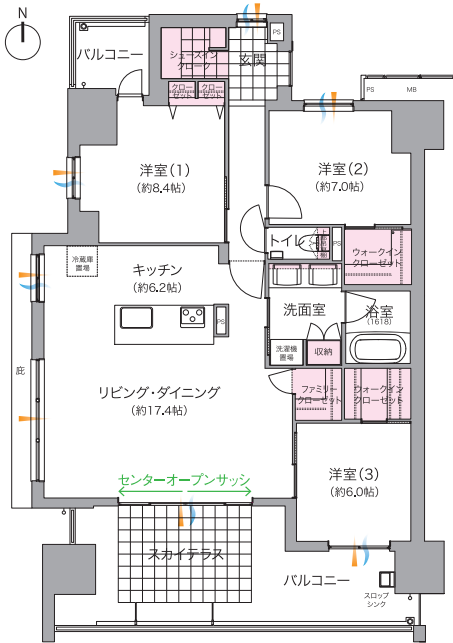 N
バルコニー
シューズイン
クローク
玄関
PS
クロー
ゼット
クロー
ゼット
PS
MB
洋室(1)
(約8.4帖)
洋室(2)
(約7.0帖)
トイレ
上部吊戸棚
PS
ウォークイン
クローゼット
冷蔵庫
置場
キッチン
(約6.2帖)
PS
洗面室
浴室
(1618)
洗濯機
置場
収納
庇
リビング・ダイニング
(約17.4帖)
ファミリー
クローゼット
ウォークイン
クローゼット
センターオープンサッシ
洋室(3)
(約6.0帖)
スカイテラス
バルコニー
スロップ
シンク